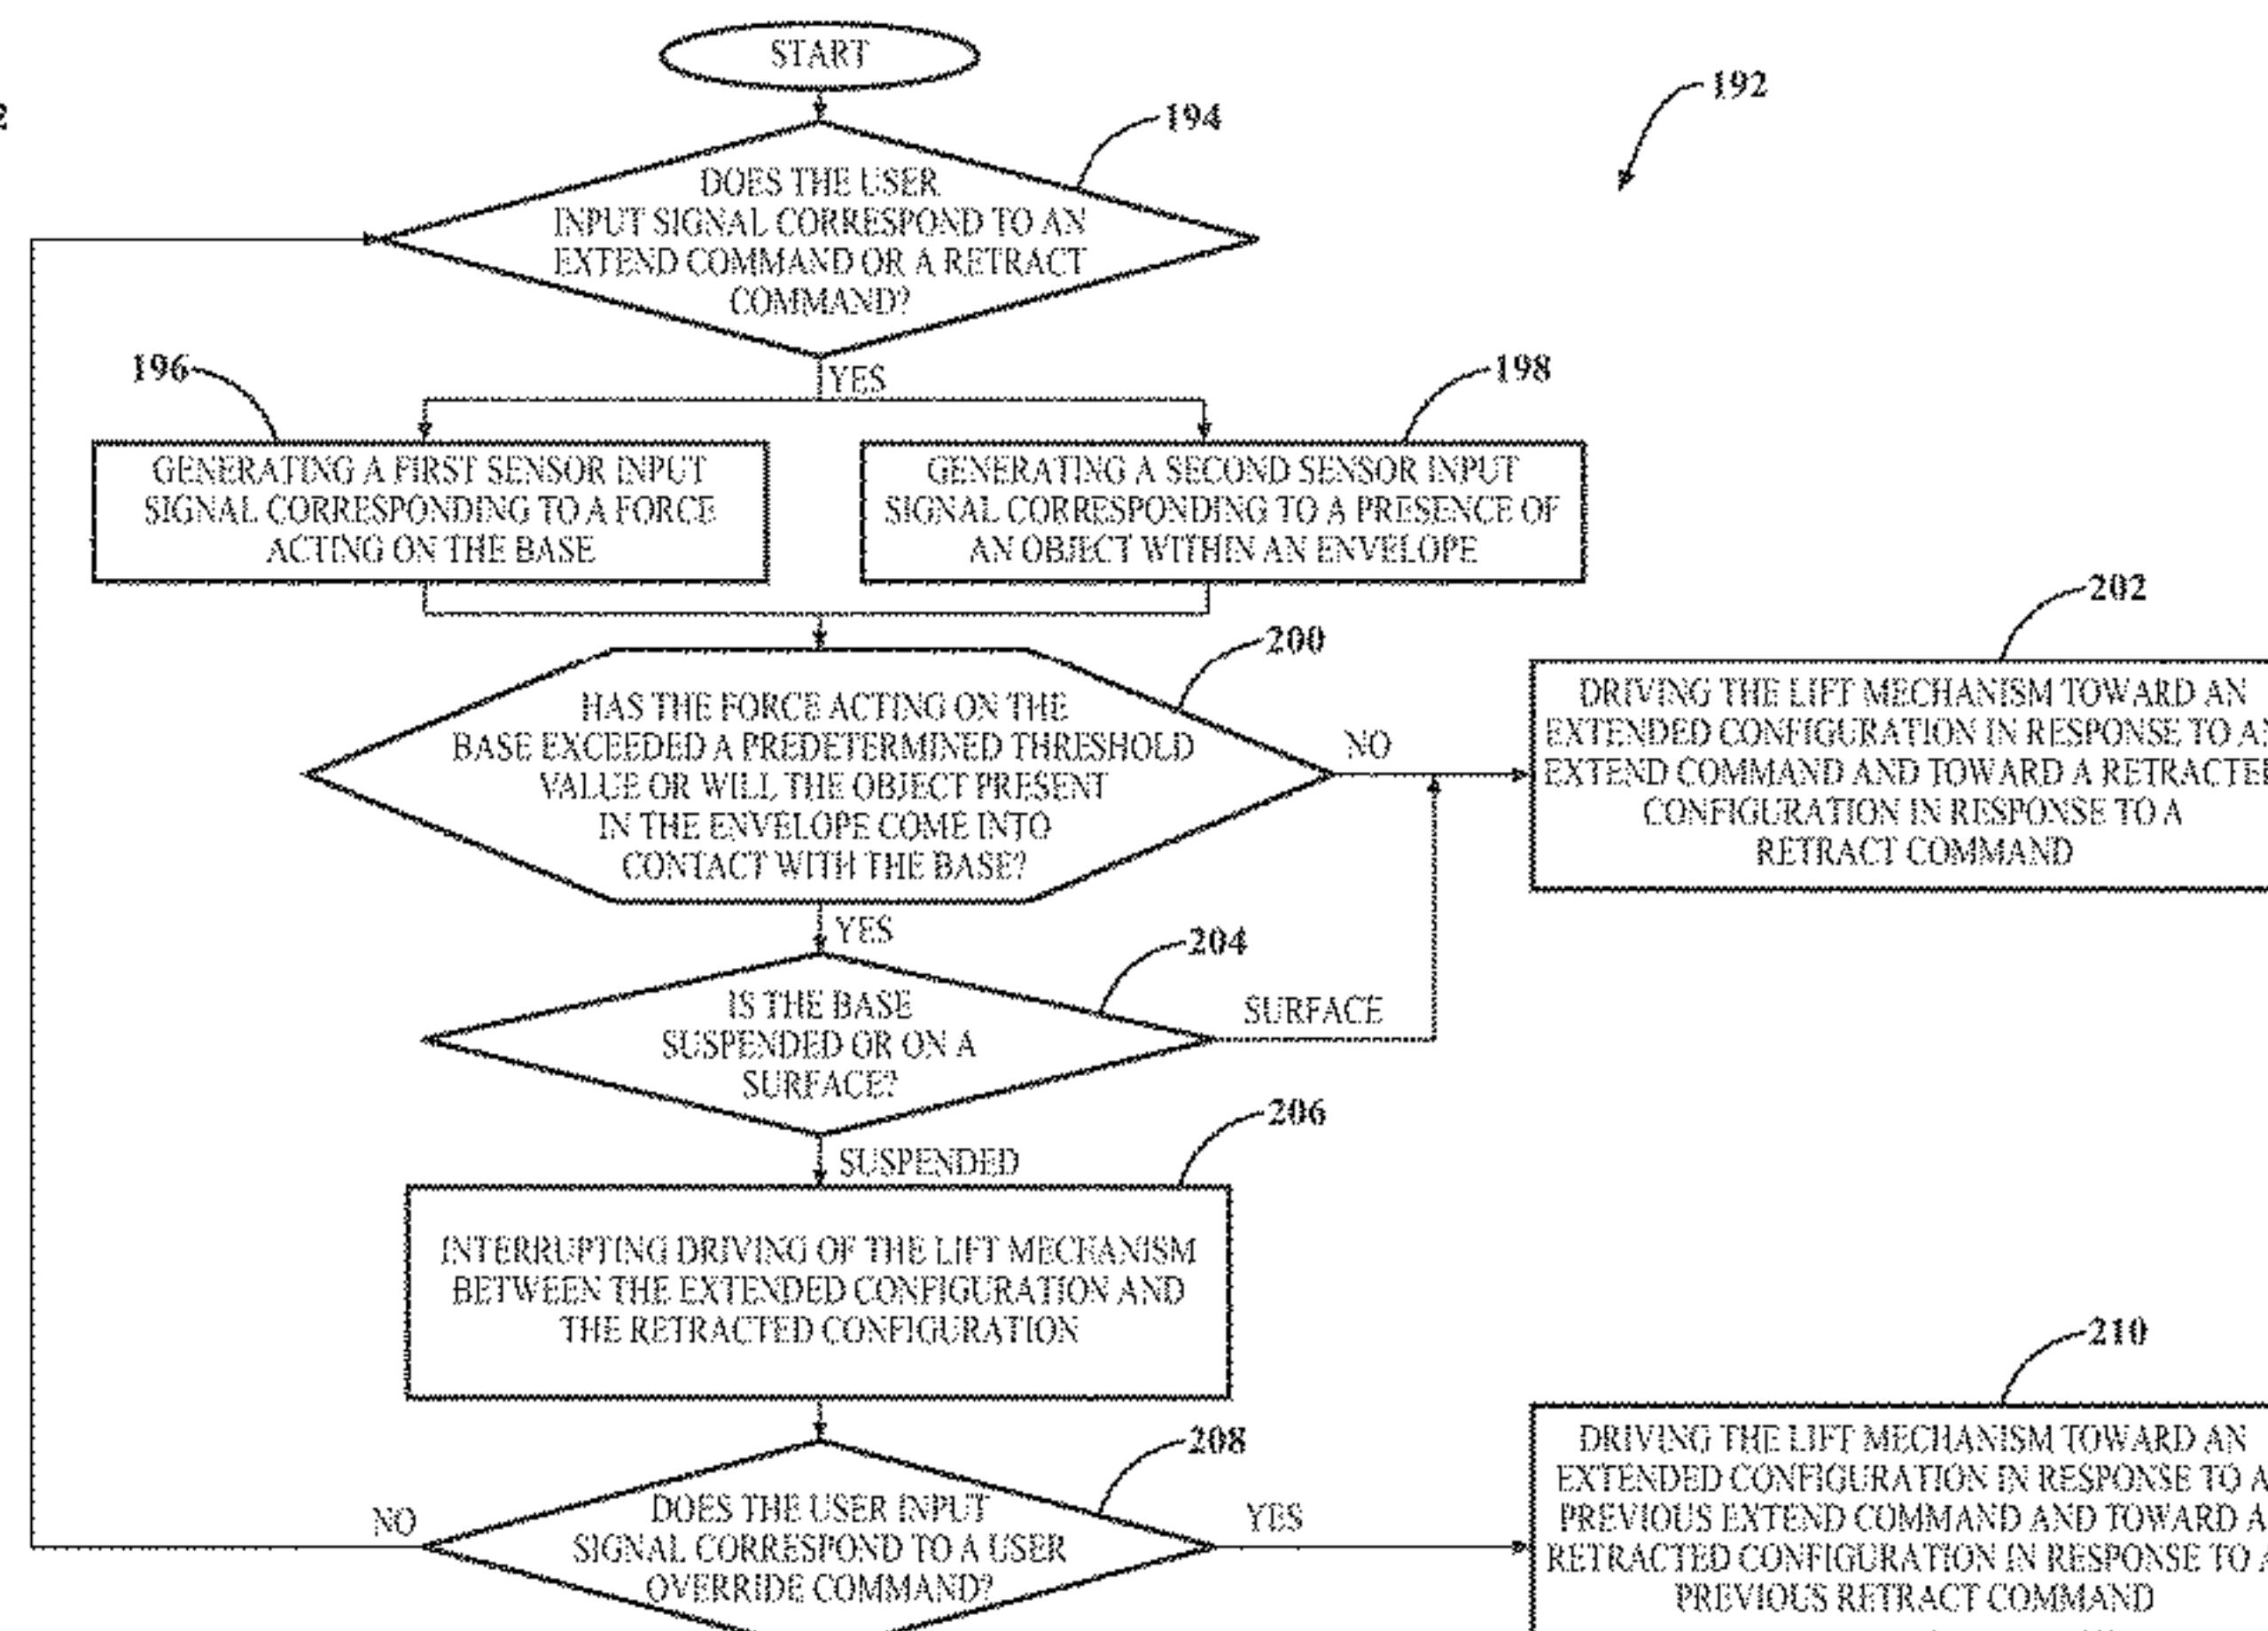 START
192
194
DOES THE USER
INPUT SIGNAL CORRESPOND TO AN
EXTEND COMMAND OR A RETRACT
COMMAND?
YES
196
198
GENERATING A FIRST SENSOR INPUT
SIGNAL CORRESPONDING TO A FORCE
ACTING ON THE BASE
GENERATING A SECOND SENSOR INPUT
SIGNAL CORRESPONDING TO A PRESENCE OF
AN OBJECT WITHIN AN ENVELOPE
200
HAS THE FORCE ACTING ON THE
BASE EXCEEDED A PREDETERMINED THRESHOLD
VALUE OR WILL THE OBJECT PRESENT
IN THE ENVELOPE COME INTO
CONTACT WITH THE BASE?
NO
202
DRIVING THE LIFT MECHANISM TOWARD AN
EXTENDED CONFIGURATION IN RESPONSE TO AN
EXTEND COMMAND AND TOWARD A RETRACTED
CONFIGURATION IN RESPONSE TO A
RETRACT COMMAND
YES
204
IS THE BASE
SUSPENDED OR ON A
SURFACE?
SURFACE
SUSPENDED
206
INTERRUPTING DRIVING OF THE LIFT MECHANISM
BETWEEN THE EXTENDED CONFIGURATION AND
THE RETRACTED CONFIGURATION
208
DOES THE USER INPUT
SIGNAL CORRESPOND TO A USER
OVERRIDE COMMAND?
NO
YES
210
DRIVING THE LIFT MECHANISM TOWARD AN
EXTENDED CONFIGURATION IN RESPONSE TO A
PREVIOUS EXTEND COMMAND AND TOWARD A
RETRACTED CONFIGURATION IN RESPONSE TO A
PREVIOUS RETRACT COMMAND